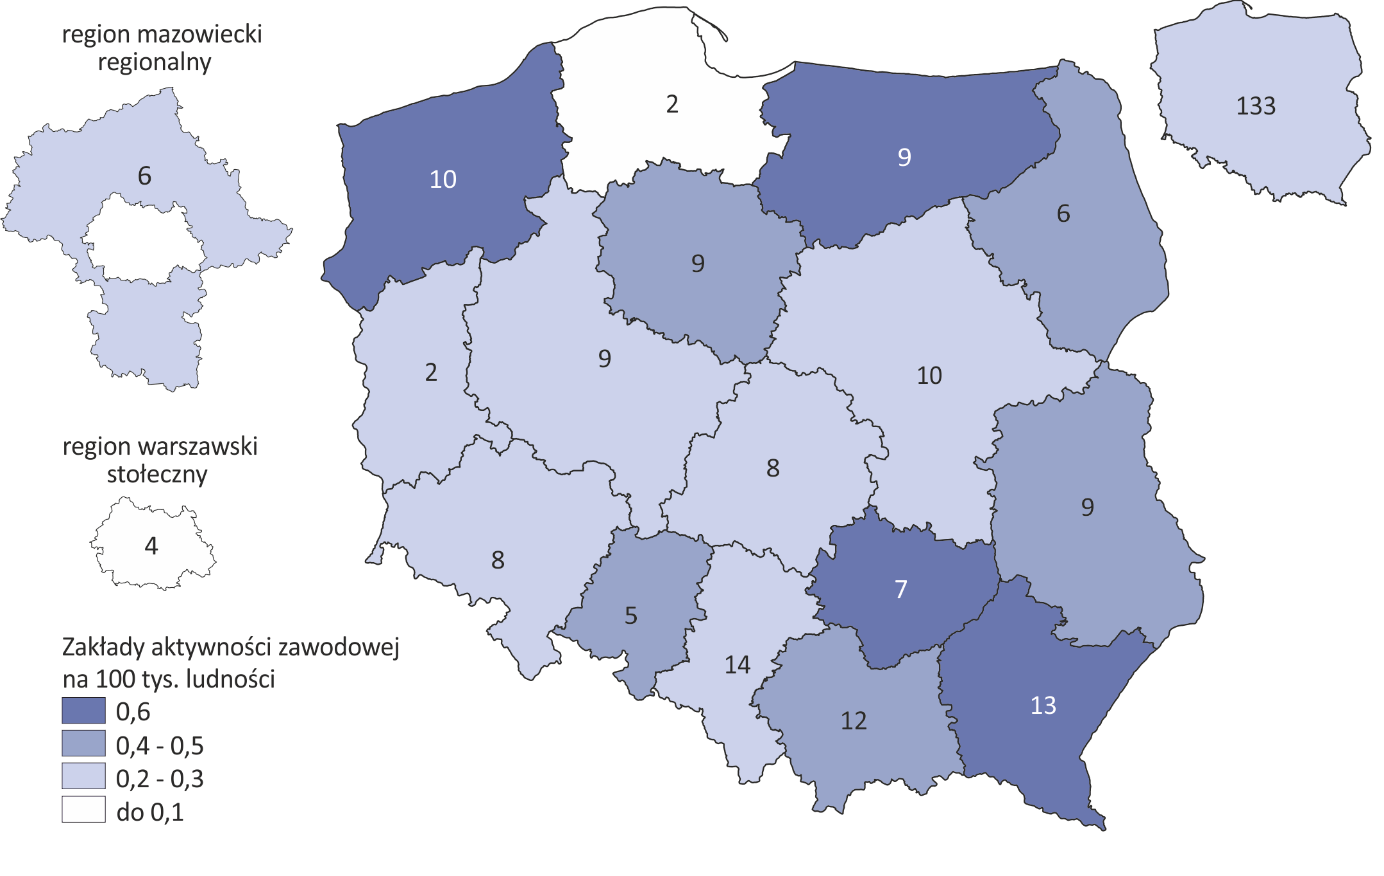 region mazowiecki
regionalny
6
region warszawski
stołeczny
4
Zakłady aktywności zawodowej
na 100 tys. ludności
0,6
0,4 - 0,5
0,2 - 0,3
do 0,1
2
133
10
9
6
9
9
2
10
8
9
8
7
5
14
13
12